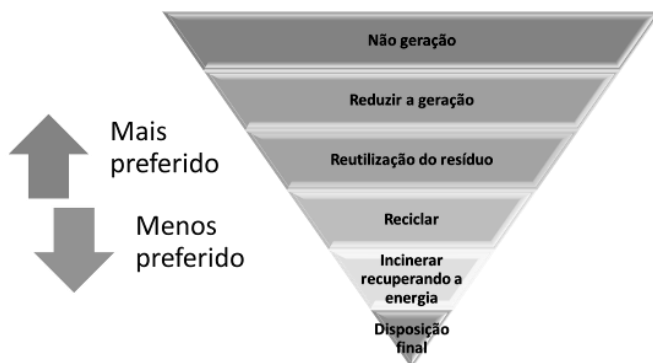 Não geração
Reduzir a geração
Mais
preferido
Reutilização do resíduo
Menos
preferido
Reciclar
Incinerar
recuperando a
energia
Disposição
final